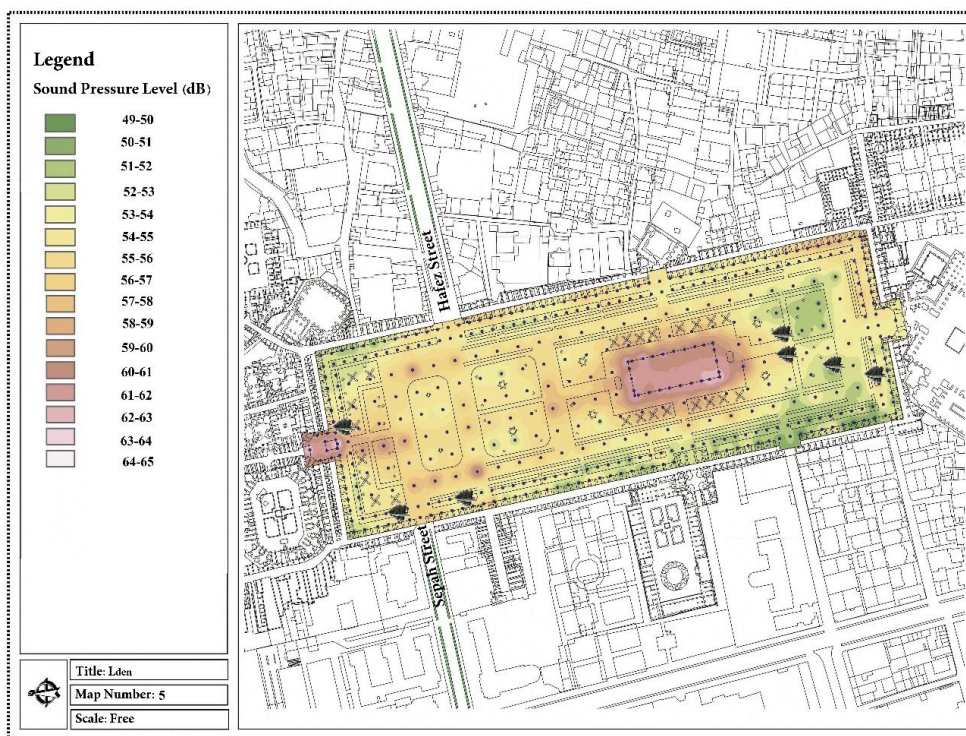 Legend
Sound Pressure Level (dB)
49-50
50-51
51-52
52-53
53-54
54-55
55-56
56-57
57-58
58-59
59-60
60-61
61-62
62-63
63-64
64-65
Hafez Street
Sepah Street
Title: Lden
Map Number: 5
Scale: Free